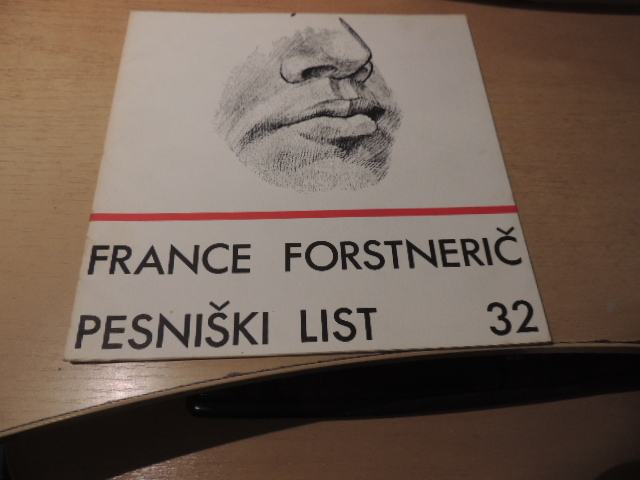 FRANCE FORSTNERIČ
PESNIŠKI LIST 32